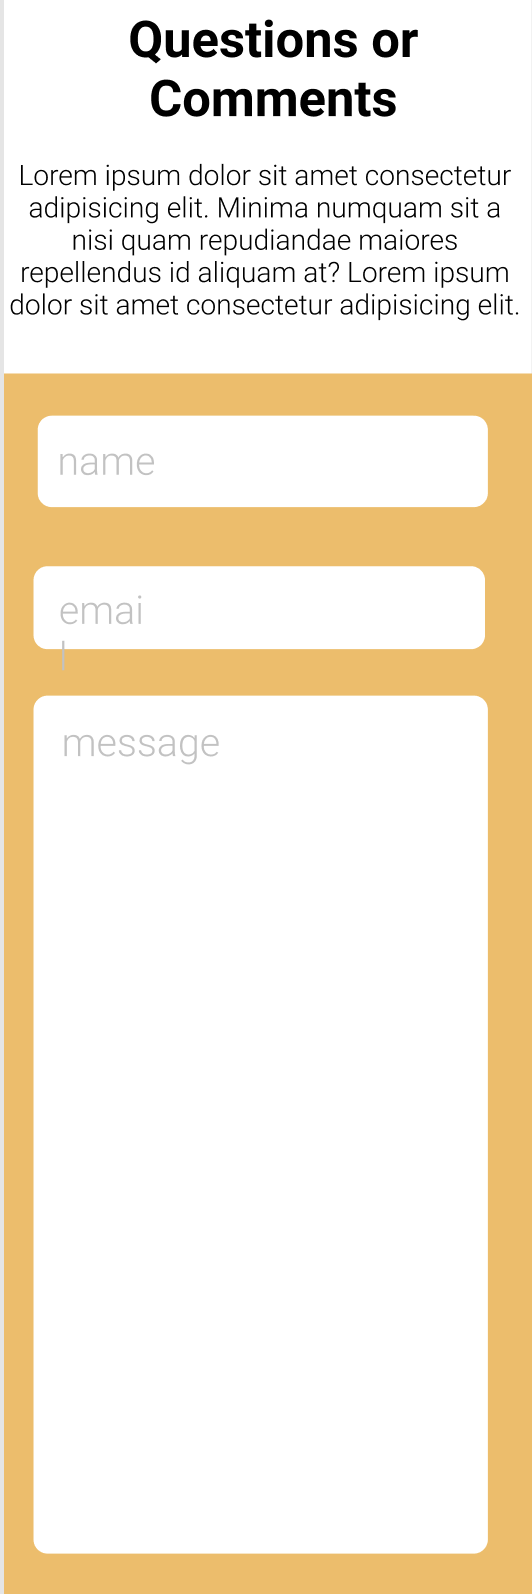 Questions or
Comments
Lorem ipsum dolor sit amet consectetur
adipisicing elit. Minima numquam sit a
nisi quam repudiandae maiores
repellendus id aliquam at? Lorem ipsum
dolor sit amet consectetur adipisicing elit.
name
emai
l
message